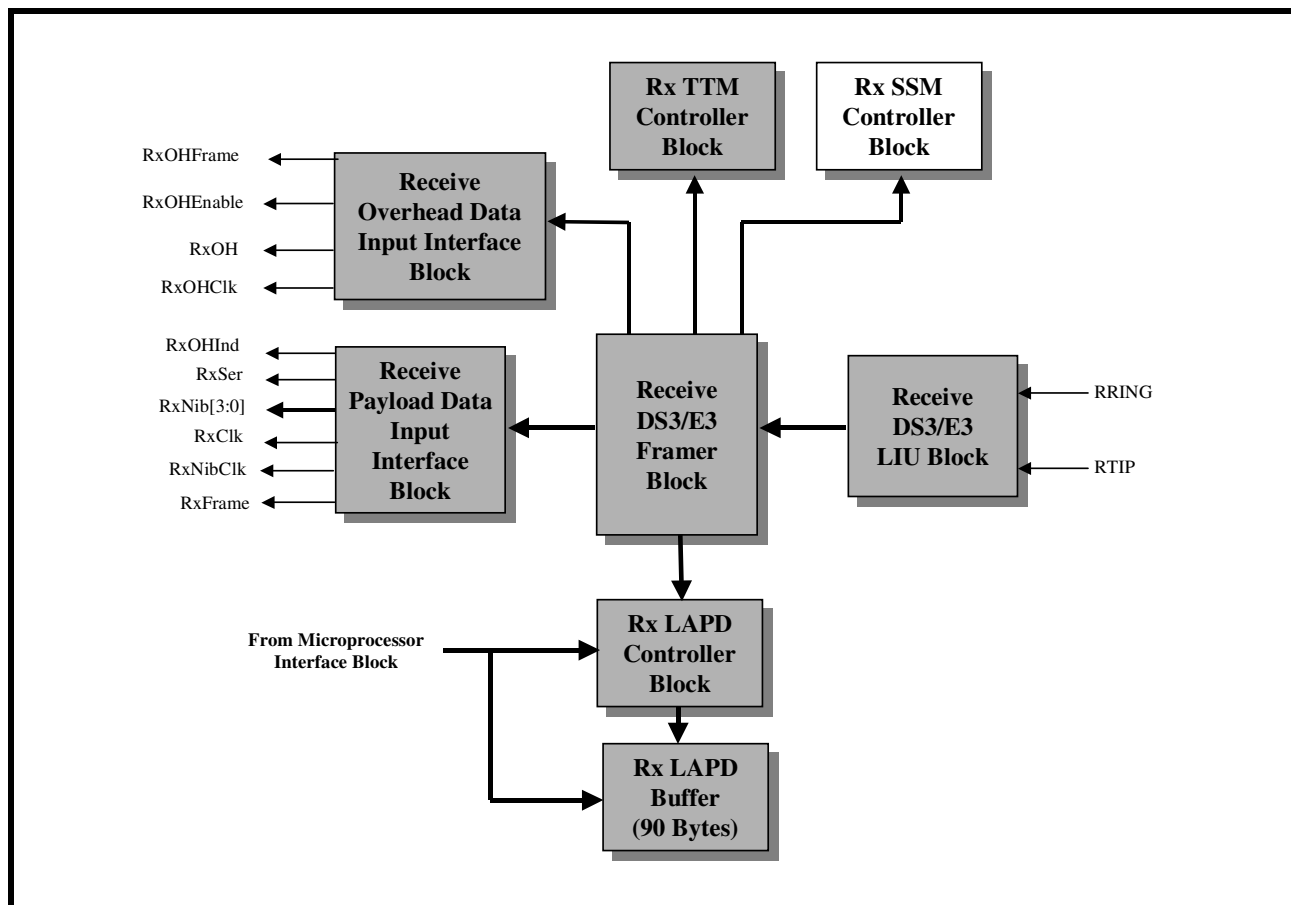 Rx TTM
Controller
Block
Rx SSM
Controller
Block
RxOHFrame
RxOHEnable
RxOH
RxOHClk
Receive
Overhead Data
Input Interface
Block
RxOHInd
RxSer
RxNib[3:0]
RxClk
RxNibClk
RxFrame
Receive
Payload Data
Input
Interface
Block
Receive
DS3/E3
Framer
Block
Receive
DS3/E3
LIU Block
RRING
RTIP
From Microprocessor
Interface Block
Rx LAPD
Controller
Block
Rx LAPD
Buffer
(90 Bytes)